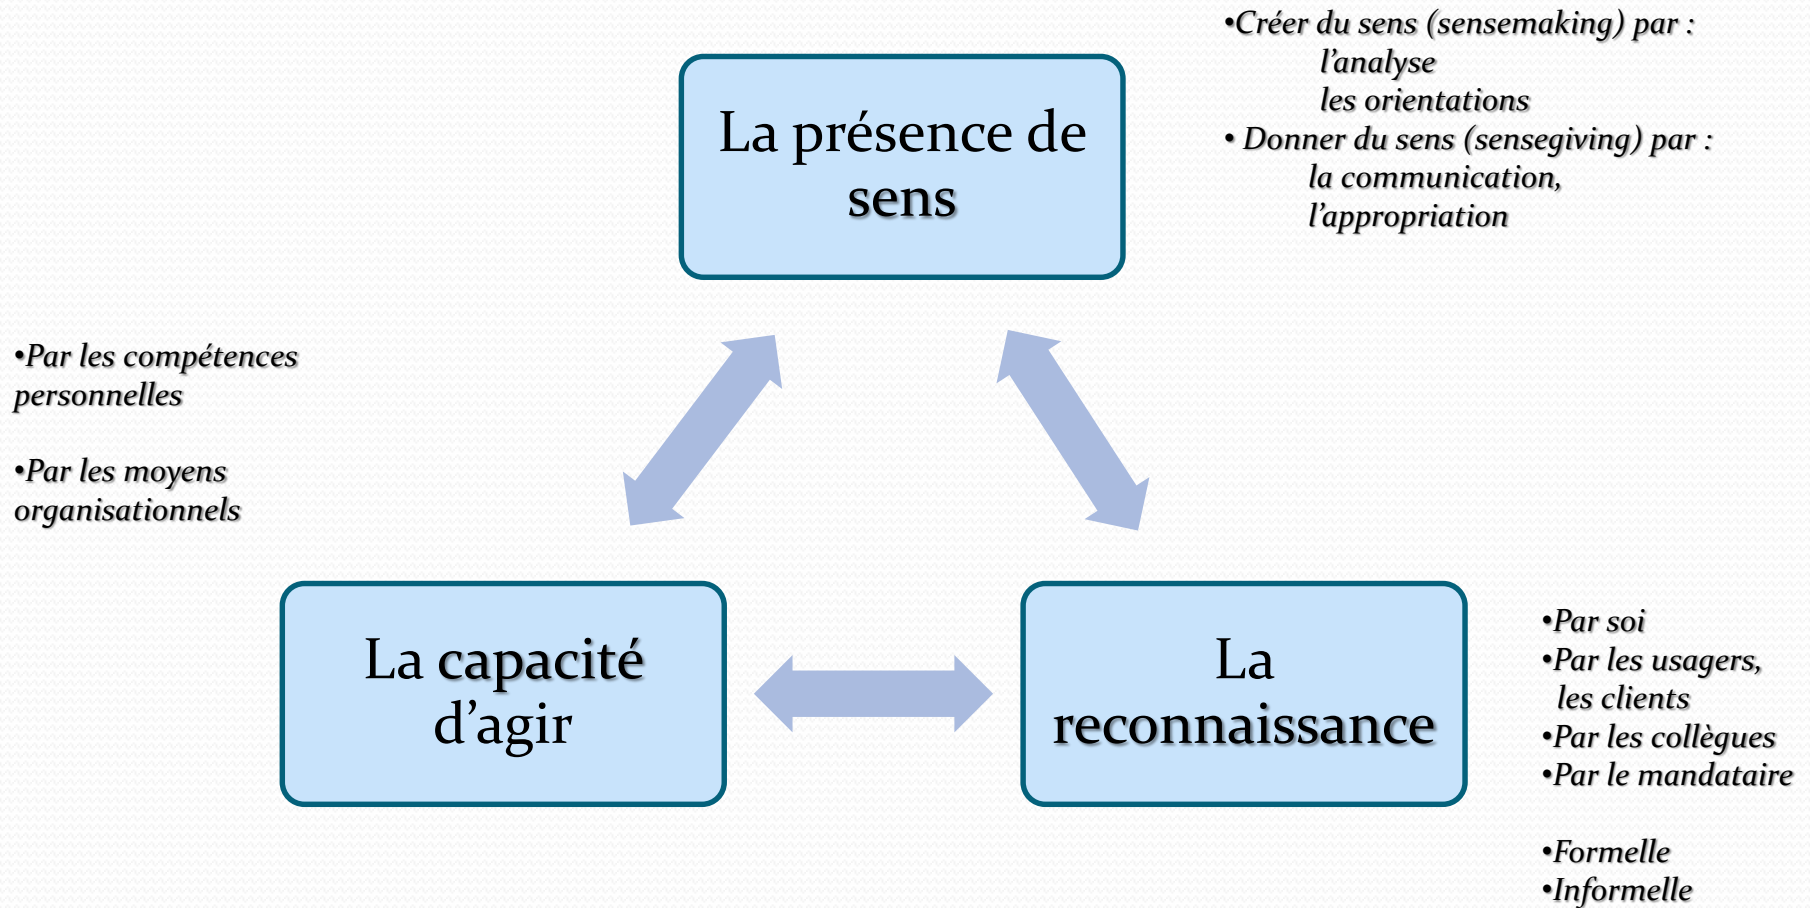 •Créer du sens (sensemaking) par :
l’analyse
les orientations
• Donner du sens (sensegiving) par :
la communication,
l’appropriation
La présence de
sens
•Par les compétences
personnelles
•Par les moyens
organisationnels
La capacité
d’agir
La
reconnaissance
•Par soi
•Par les usagers,
les clients
•Par les collègues
•Par le mandataire
•Formelle
•Informelle